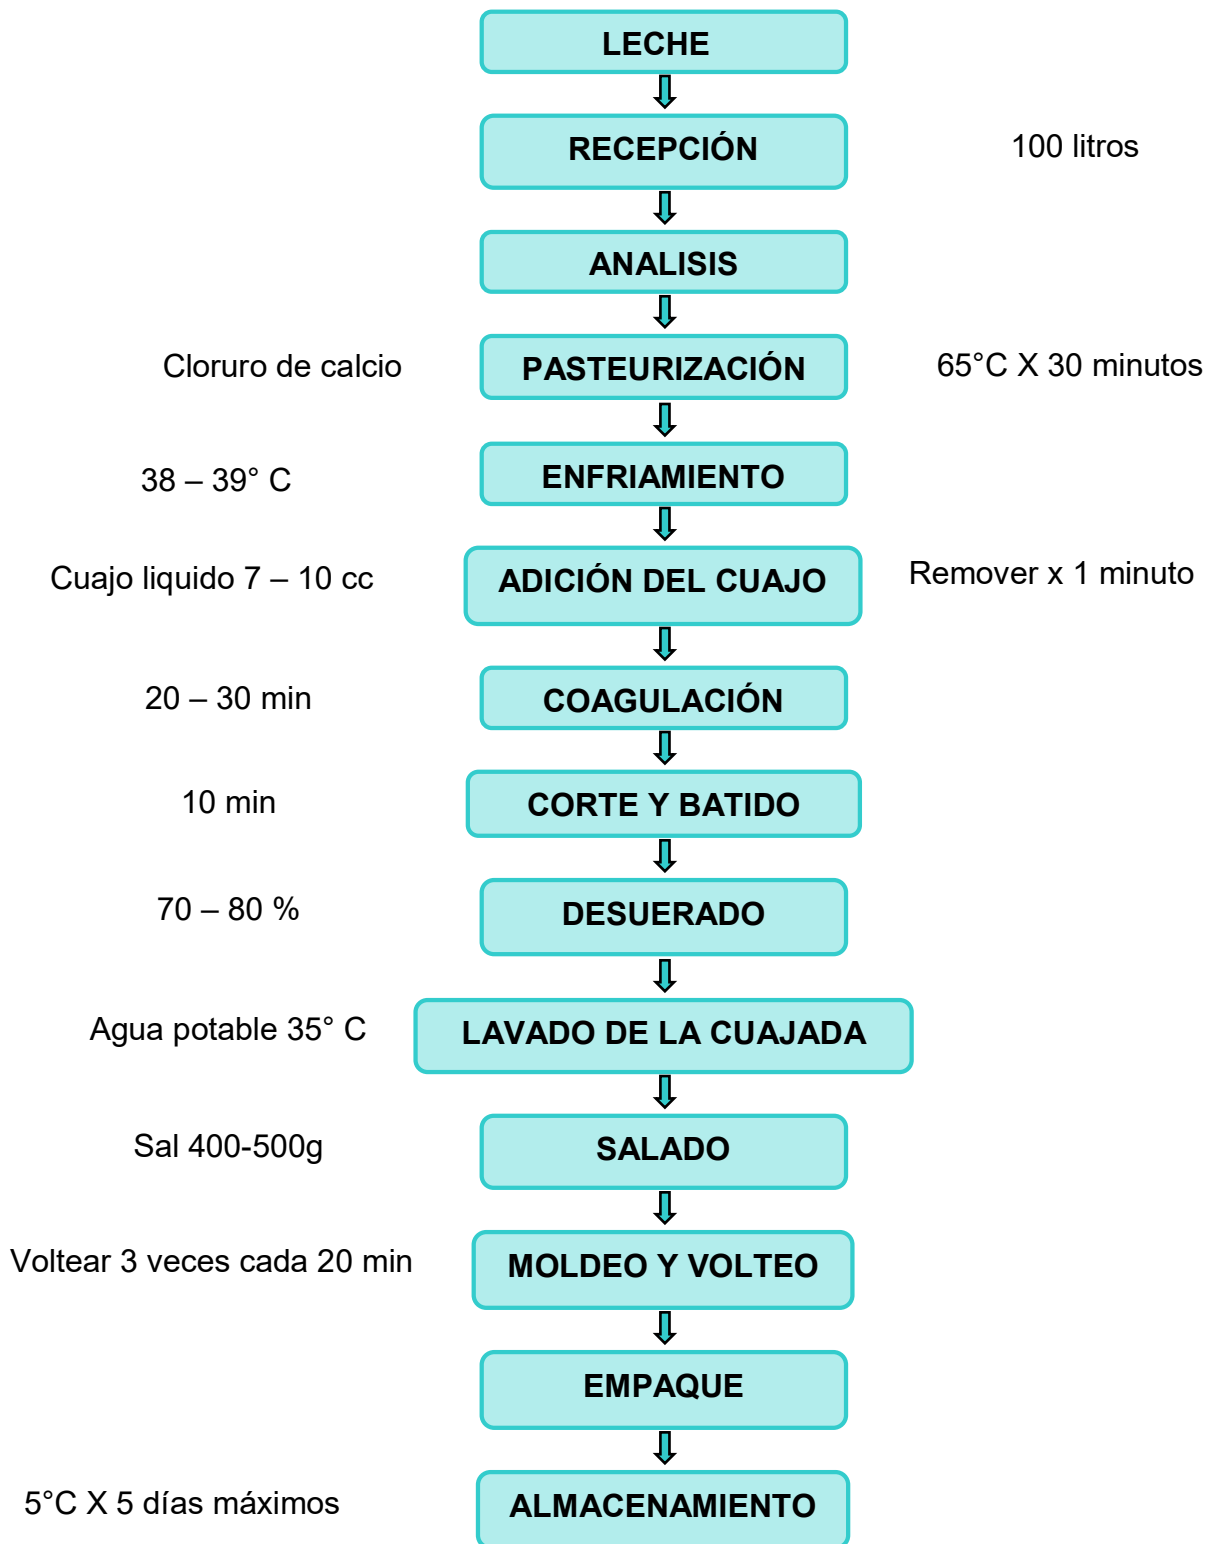 LECHE
RECEPCIÓN
100 litros
ANALISIS
Cloruro de calcio
PASTEURIZACIÓN
65°C X 30 minutos
38 – 39° C
ENFRIAMIENTO
Cuajo liquido 7 – 10 cc
ADICIÓN DEL CUAJO
Remover x 1 minuto
20 – 30 min
COAGULACIÓN
10 min
CORTE Y BATIDO
70 – 80 %
DESUERADO
Agua potable 35° C
LAVADO DE LA CUAJADA
Sal 400-500g
SALADO
Voltear 3 veces cada 20 min
MOLDEO Y VOLTEO
EMPAQUE
5°C X 5 días máximos
ALMACENAMIENTO